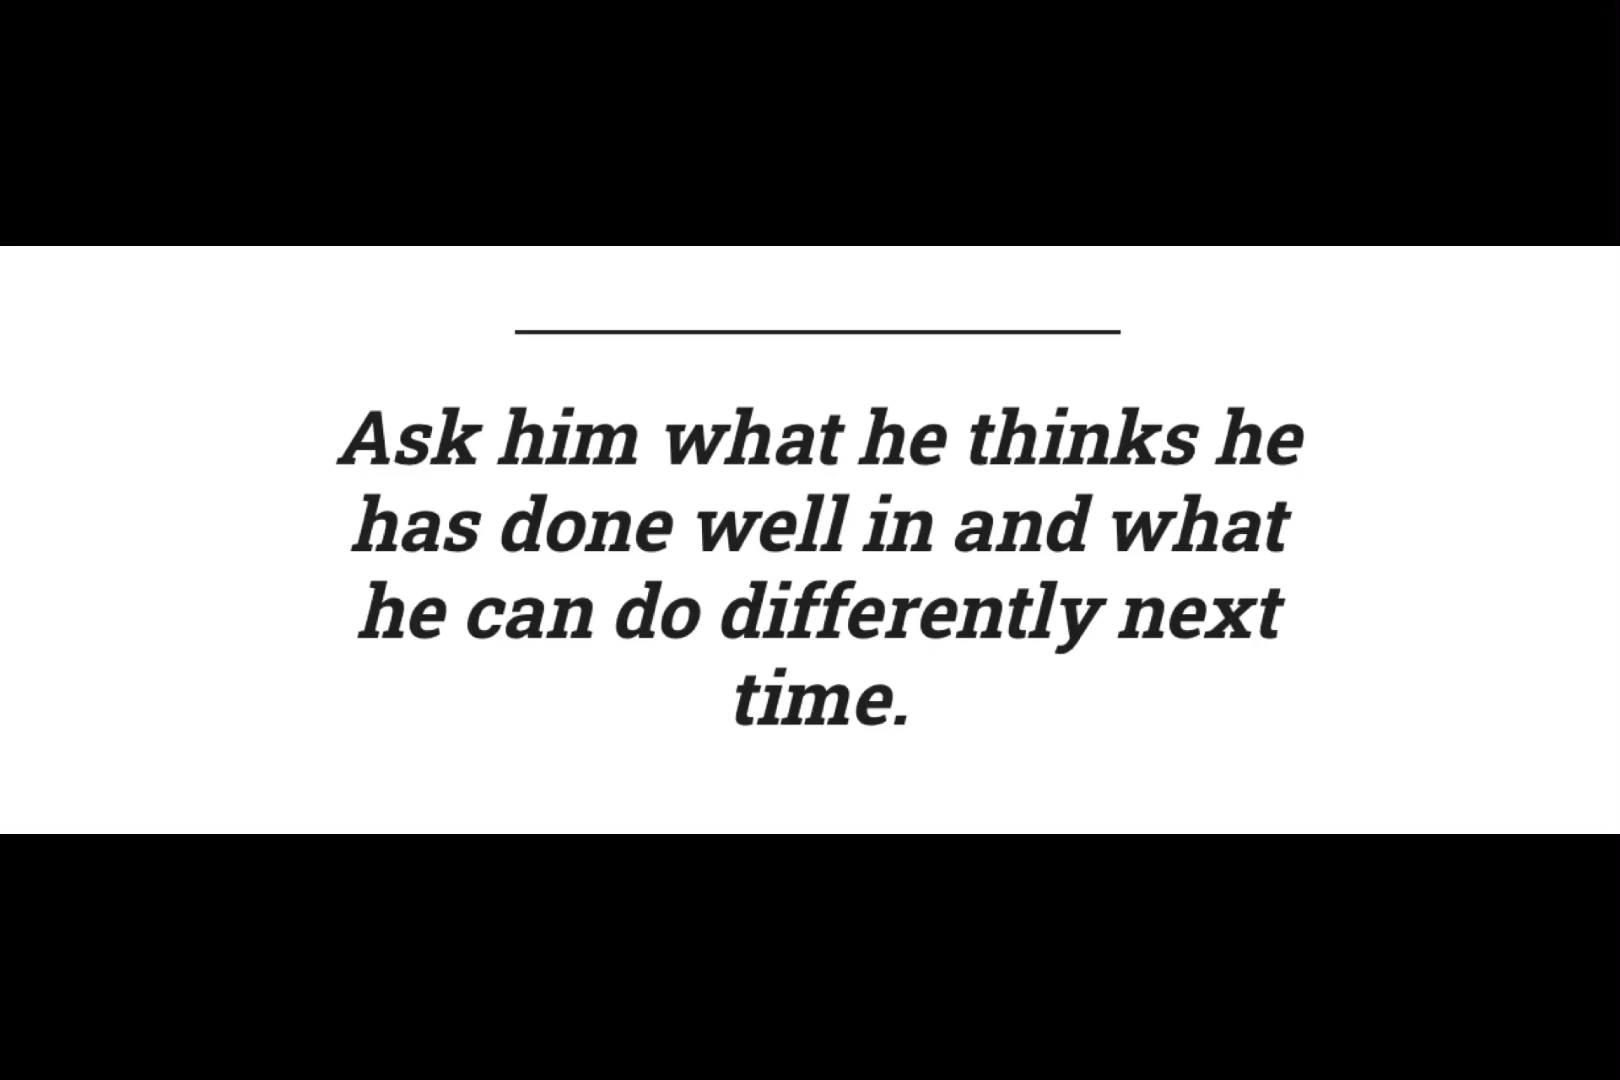 Ask him what he thinks he
has done well in and what
he can do differently next
time.